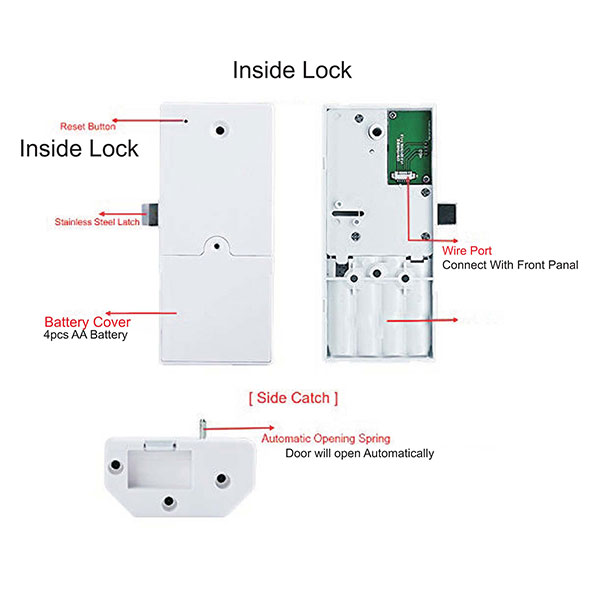 Inside Lock
Reset Button
Inside Lock
Stainless Steel Latch
Wire Port
Connect With Front Panel
Battery Cover
4pcs AA Battery
[ Side Catch ]
Automatic Opening Spring
Door will open Automatically